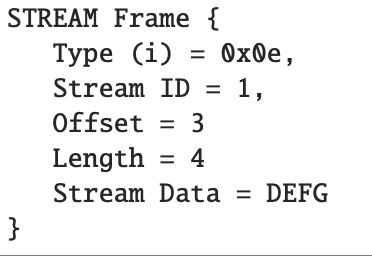 STREAM Frame {
   Type (i) = 0x0e,
   Stream ID = 1,
   Offset = 3
   Length = 4
   Stream Data = DEFG
}